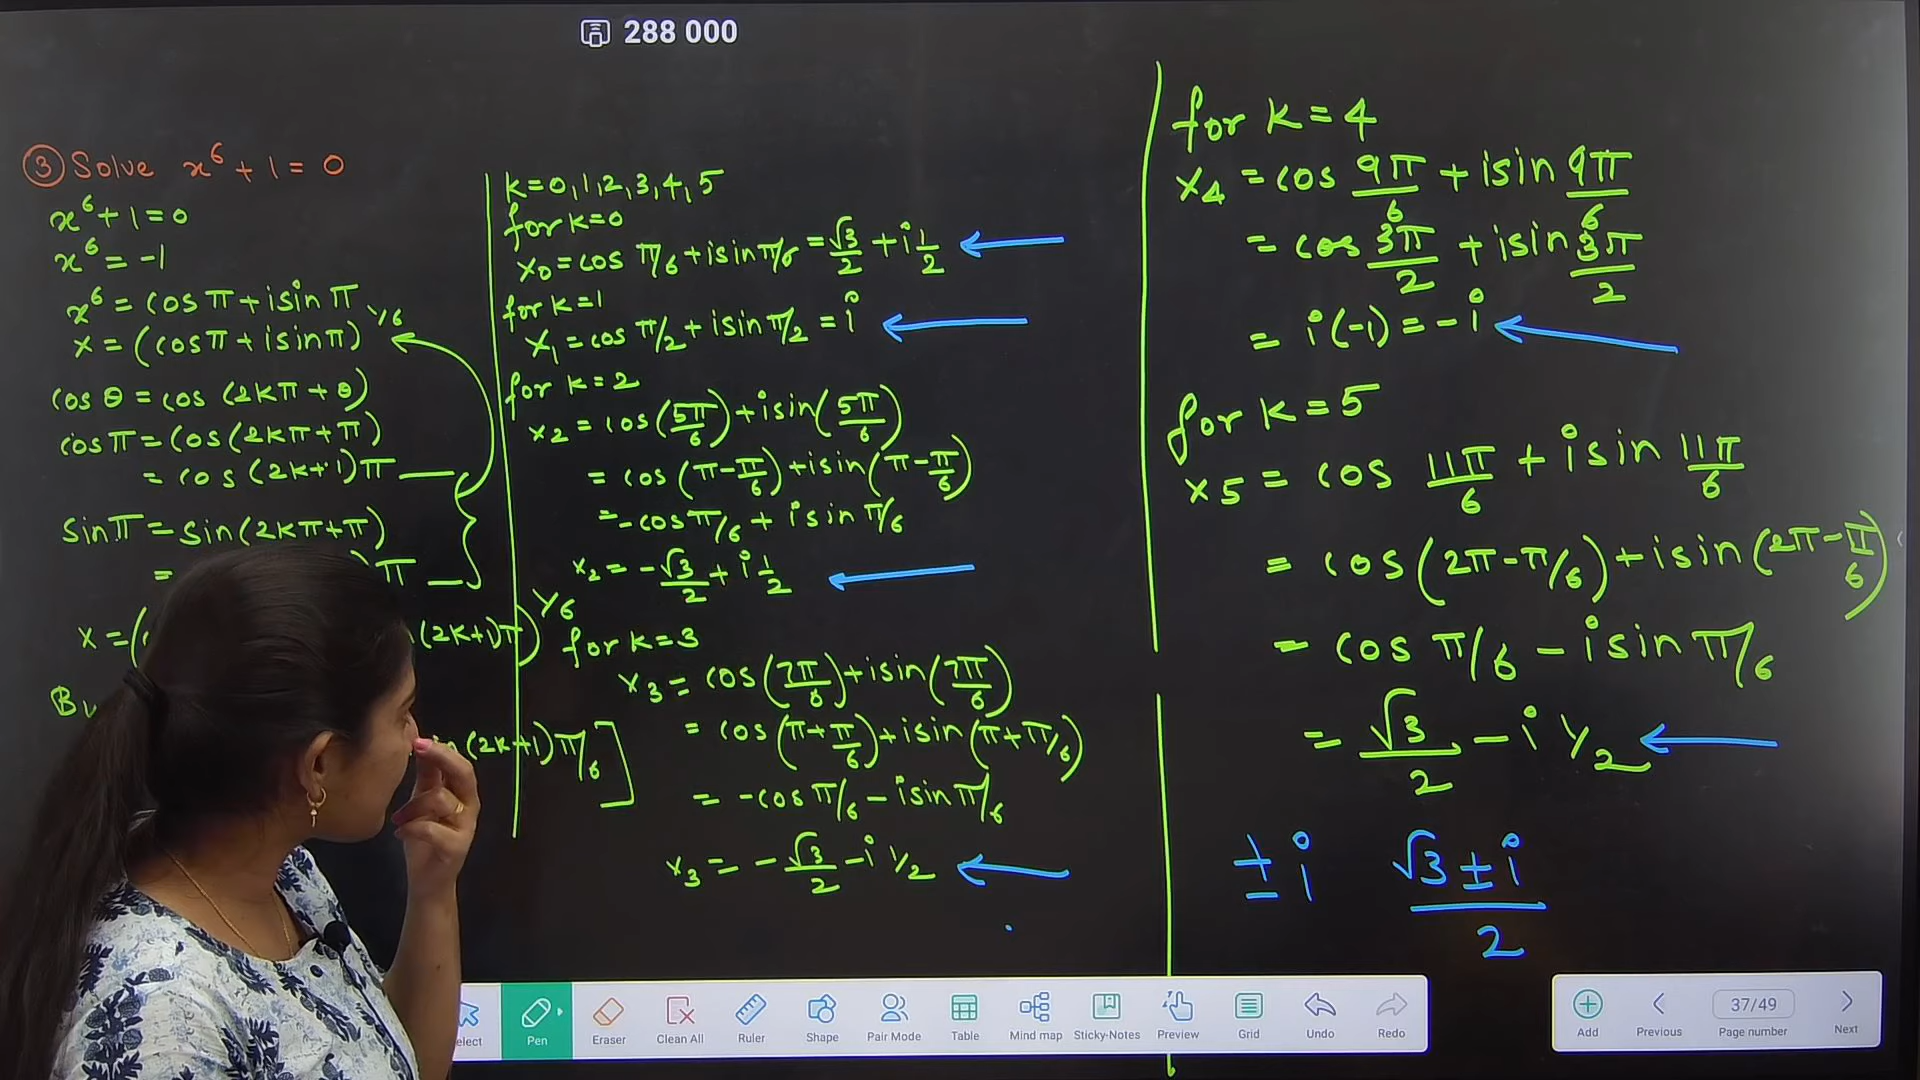 288 000
③ Solve x⁶ + 1 = 0
x⁶ + 1 = 0
x⁶ = -1
x⁶ = cos π + i sin π
x = (cos π + i sin π)^1/6
cos θ = cos (2kπ + θ)
cos π = cos (2kπ + π)
= cos (2k+1)π
sin π = sin (2kπ + π)
= )π
x = ( (2k+1)π)^1/6
(2k+1)π/6]
k = 0, 1, 2, 3, 4, 5
for k = 0
x₀ = cos π/6 + i sin π/6 = √3/2 + i 1/2
for k = 1
x₁ = cos π/2 + i sin π/2 = i
for k = 2
x₂ = cos (5π/6) + i sin (5π/6)
= cos (π - π/6) + i sin (π - π/6)
= -cos π/6 + i sin π/6
x₂ = -√3/2 + i 1/2
for k = 3
x₃ = cos (7π/6) + i sin (7π/6)
= cos (π + π/6) + i sin (π + π/6)
= -cos π/6 - i sin π/6
x₃ = -√3/2 - i 1/2
for k = 4
x₄ = cos 9π/6 + i sin 9π/6
= cos 3π/2 + i sin 3π/2
= i(-1) = -i
for k = 5
x₅ = cos 11π/6 + i sin 11π/6
= cos (2π - π/6) + i sin (2π - π/6)
= cos π/6 - i sin π/6
= √3/2 - i 1/2
± i √3 ± i / 2
elect Pen Eraser Clean All Ruler Shape Pair Mode Table Mind map Sticky-Notes Preview Grid Undo Redo
Add Previous 37/49 Page number Next